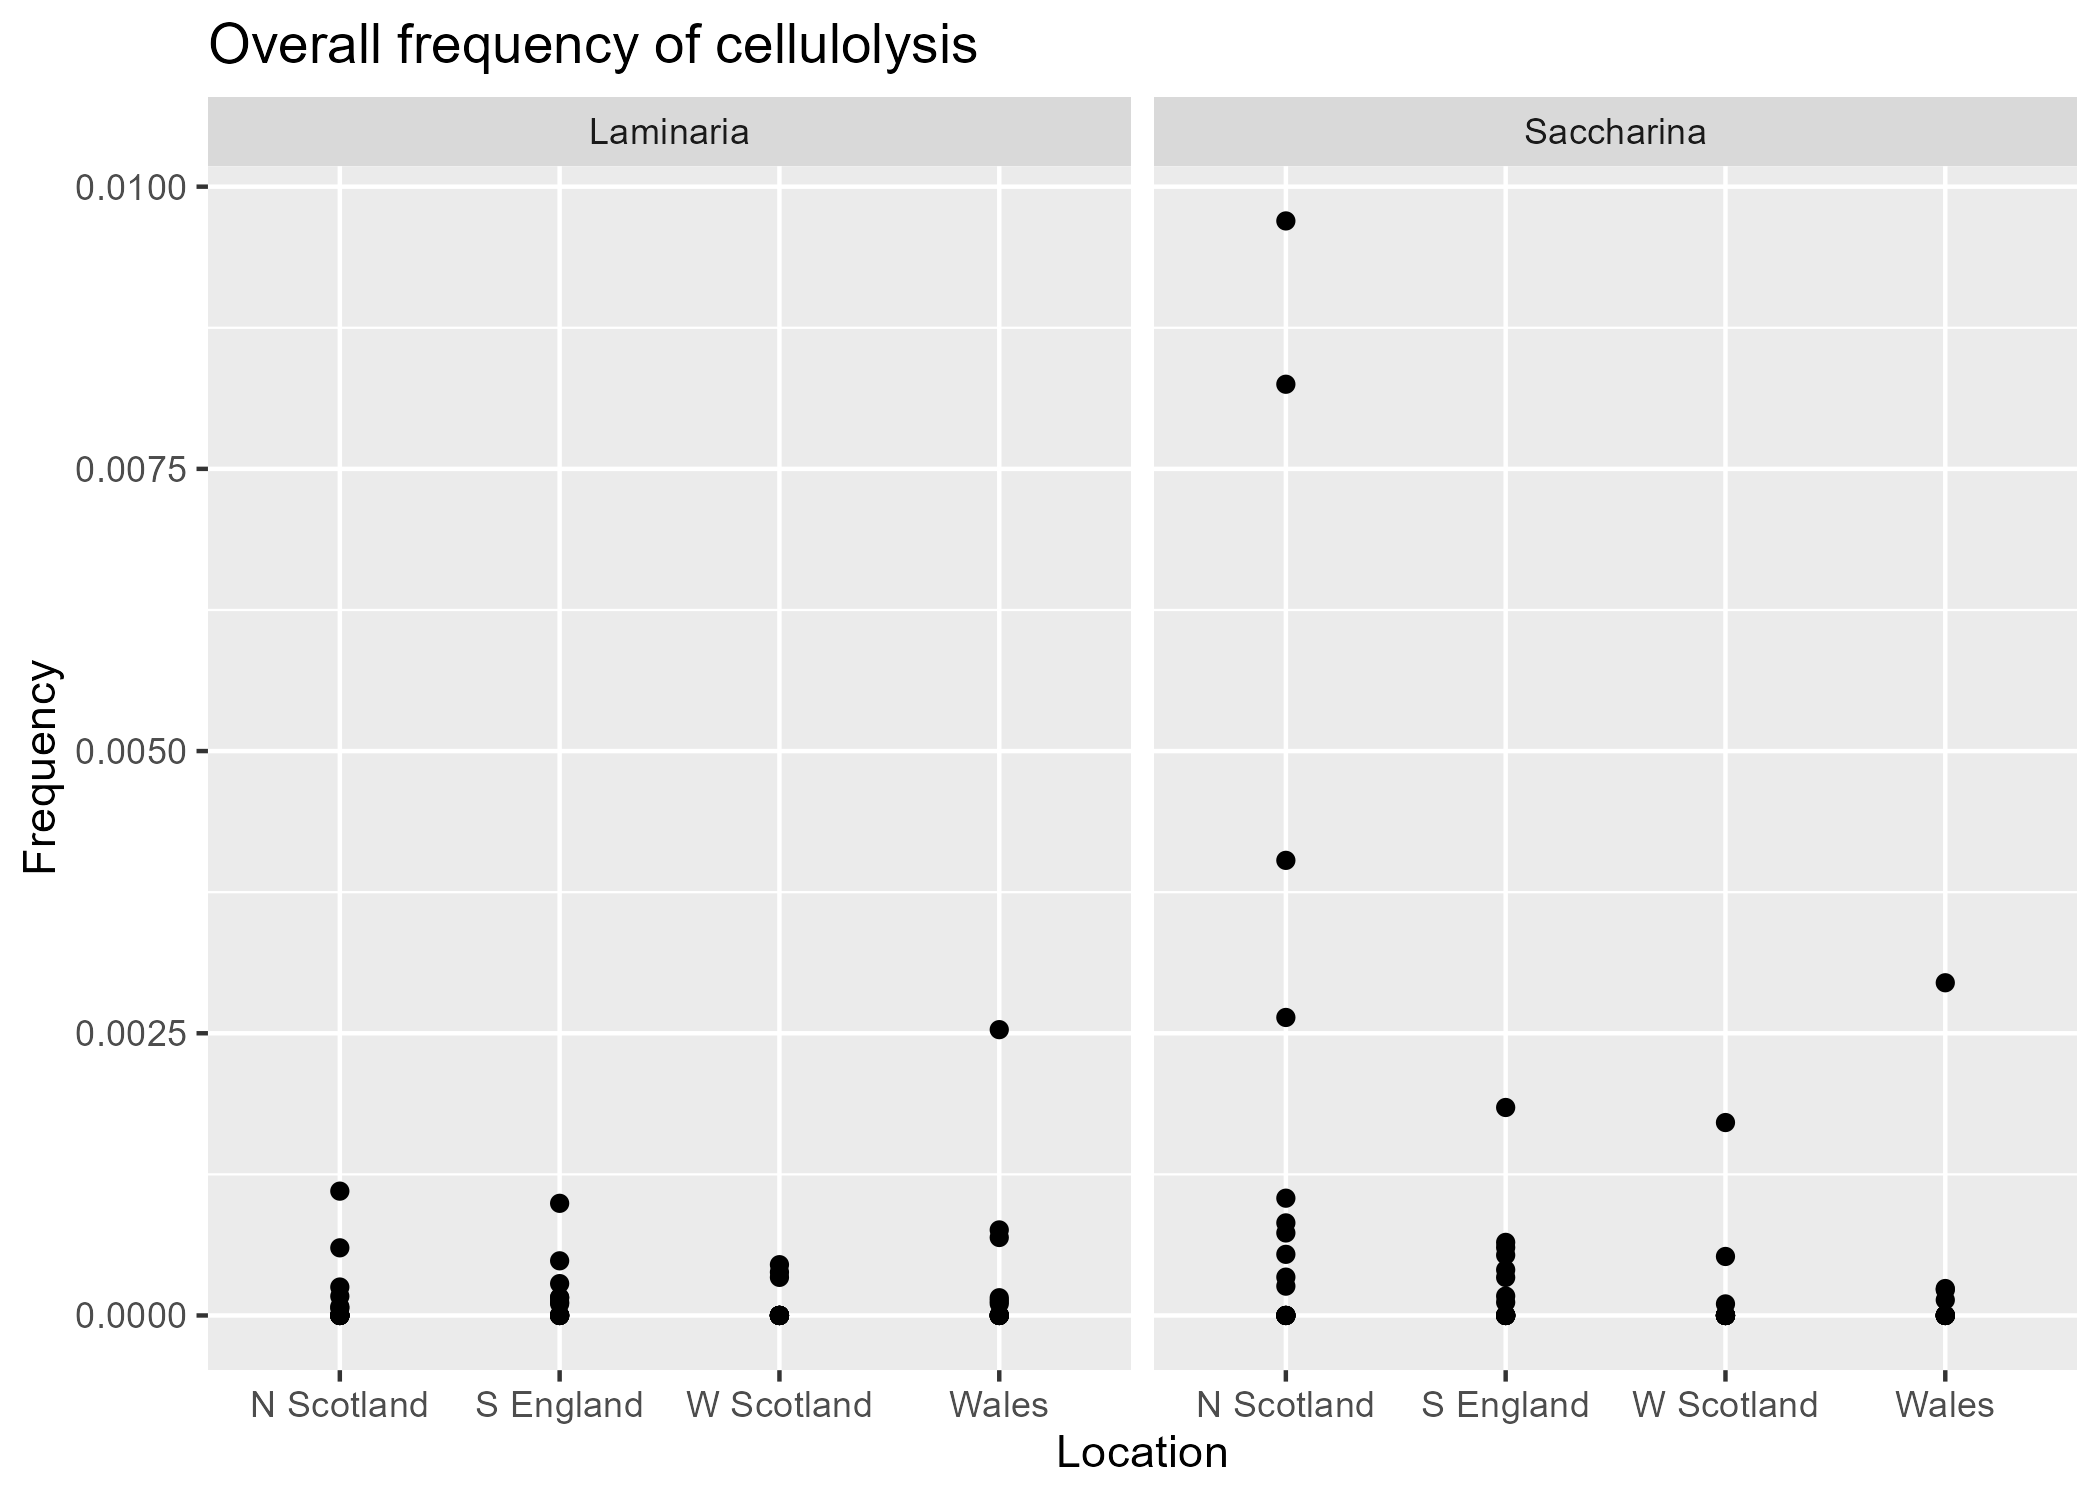 Overall frequency of cellulolysis
Laminaria
Saccharina
0.0100
0.0075
0.0050
0.0025
0.0000
Frequency
N Scotland S England W Scotland Wales
N Scotland S England W Scotland Wales
Location